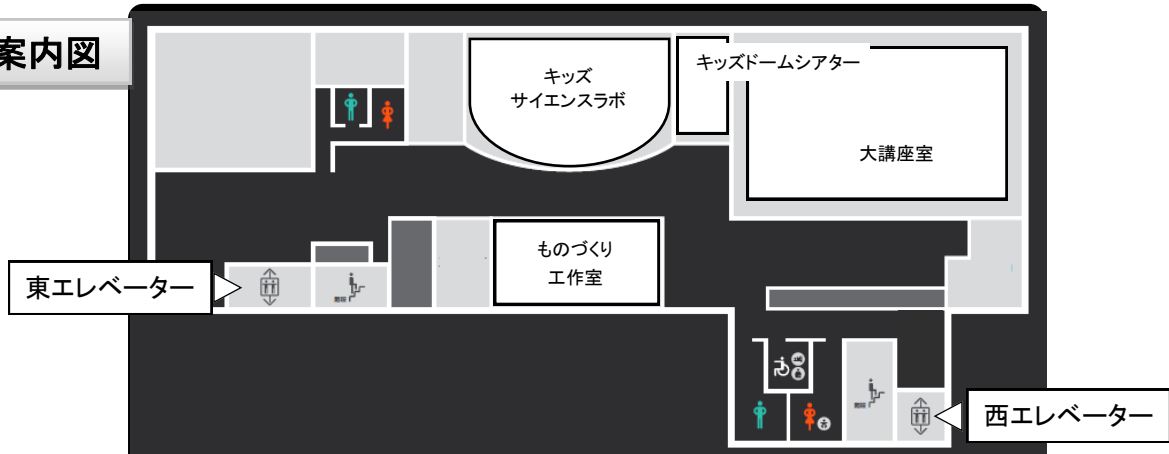 案内図
キッズ
サイエンスラボ
キッズドームシアター
大講座室
ものづくり
工作室
東エレベーター
西エレベーター